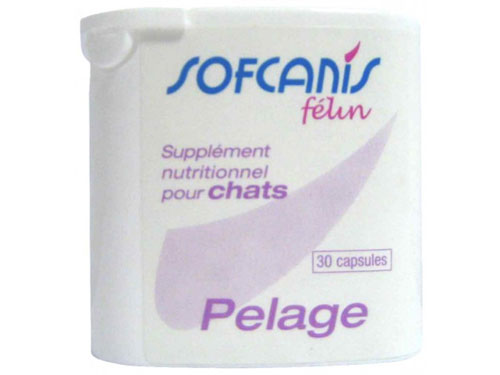 SOFCANIS
félin
Supplément
nutritionnel
pour chats
30 capsules
Pelage